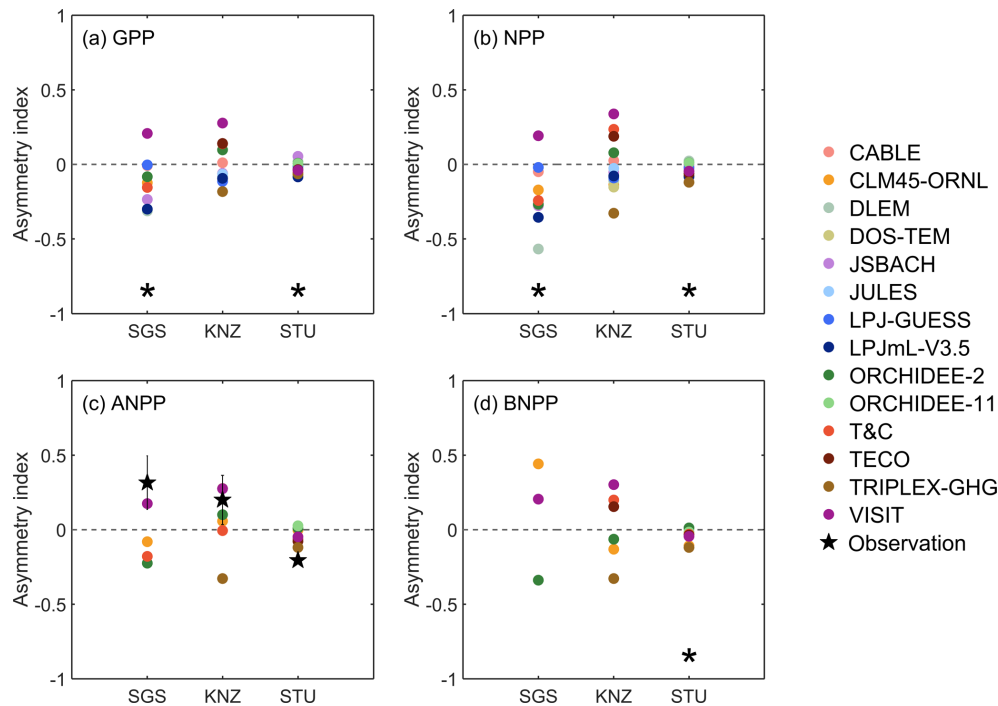 (a) GPP
Asymmetry index
1
0.5
0
-0.5
-1
SGS KNZ STU
*
*
(b) NPP
Asymmetry index
1
0.5
0
-0.5
-1
SGS KNZ STU
*
*
(c) ANPP
Asymmetry index
1
0.5
0
-0.5
-1
SGS KNZ STU
(d) BNPP
Asymmetry index
1
0.5
0
-0.5
-1
SGS KNZ STU
*
CABLE
CLM45-ORNL
DLEM
DOS-TEM
JSBACH
JULES
LPJ-GUESS
LPJmL-V3.5
ORCHIDEE-2
ORCHIDEE-11
T&C
TECO
TRIPLEX-GHG
VISIT
Observation